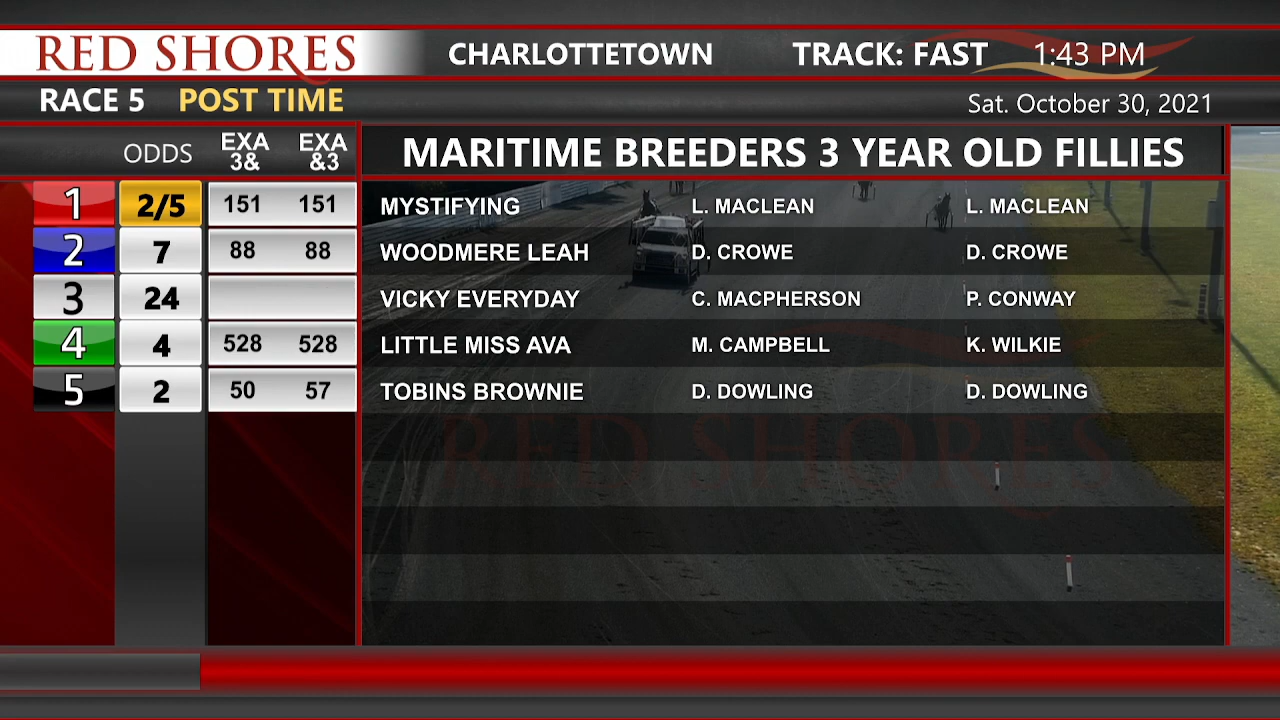 RED SHORES CHARLOTTETOWN TRACK: FAST 1:43 PM
RACE 5 POST TIME Sat. October 30, 2021
ODDS EXA 3& EXA &3 MARITIME BREEDERS 3 YEAR OLD FILLIES
1 2/5 151 151 MYSTIFYING L. MACLEAN L. MACLEAN
2 7 88 88 WOODMERE LEAH D. CROWE D. CROWE
3 24 VICKY EVERYDAY C. MACPHERSON P. CONWAY
4 4 528 528 LITTLE MISS AVA M. CAMPBELL K. WILKIE
5 2 50 57 TOBINS BROWNIE D. DOWLING D. DOWLING
RED SHORES